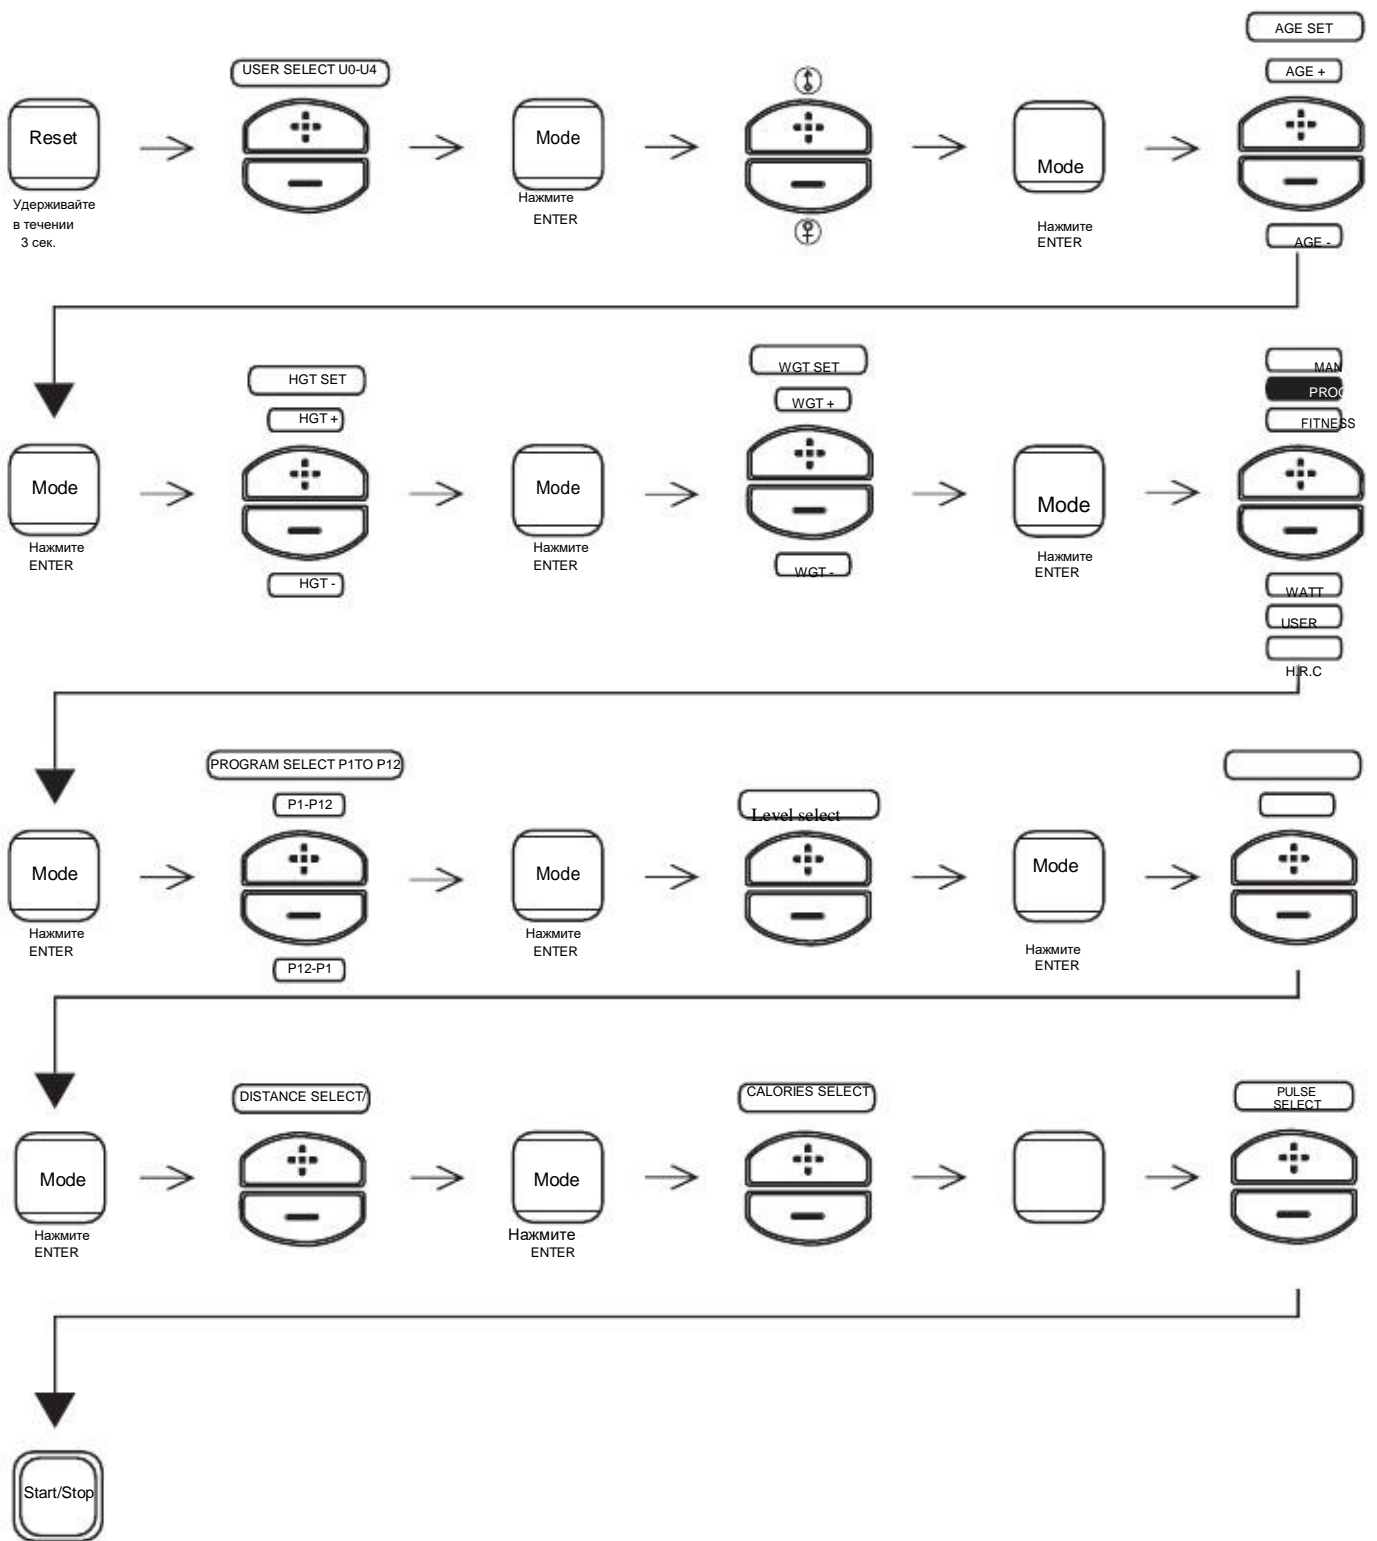 AGE SET
USER SELECT U0-U4
AGE +
Reset
Mode
Mode
Удерживайте
в течении
3 сек.
Нажмите
ENTER
Нажмите
ENTER
AGE -
HGT SET
WGT SET
MAN
PROG
HGT +
WGT +
FITNESS
Mode
Mode
Mode
Нажмите
ENTER
Нажмите
ENTER
Нажмите
ENTER
HGT -
WGT -
WATT
USER
H.R.C
PROGRAM SELECT P1TO P12
P1-P12
Level select
Mode
Mode
Mode
Нажмите
ENTER
Нажмите
ENTER
Нажмите
ENTER
P12-P1
DISTANCE SELECT/
CALORIES SELECT
PULSE
SELECT
Mode
Mode
Нажмите
ENTER
Нажмите
ENTER
Start/Stop